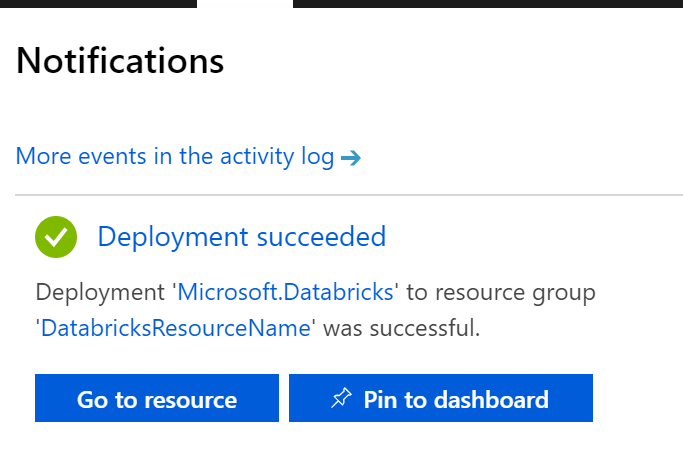 Notifications
More events in the activity log
Deployment succeeded
Deployment 'Microsoft.Databricks' to resource group
'DatabricksResourceName' was successful.
Go to resource
Pin to dashboard